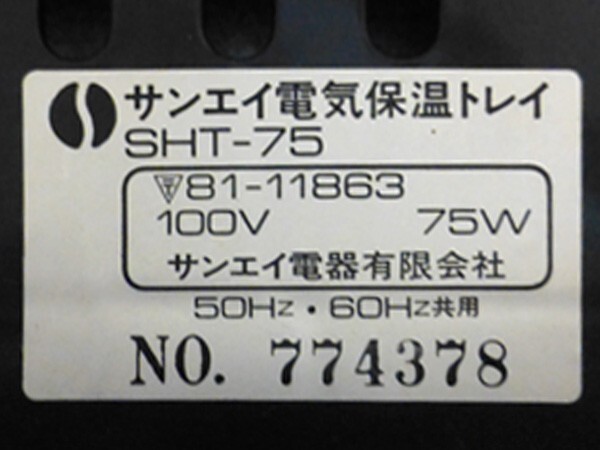 サンエイ電気保温トレイ
SHT-75
81-11863
100V 75W
サンエイ電器有限会社
50Hz・60Hz共用
NO. 774378